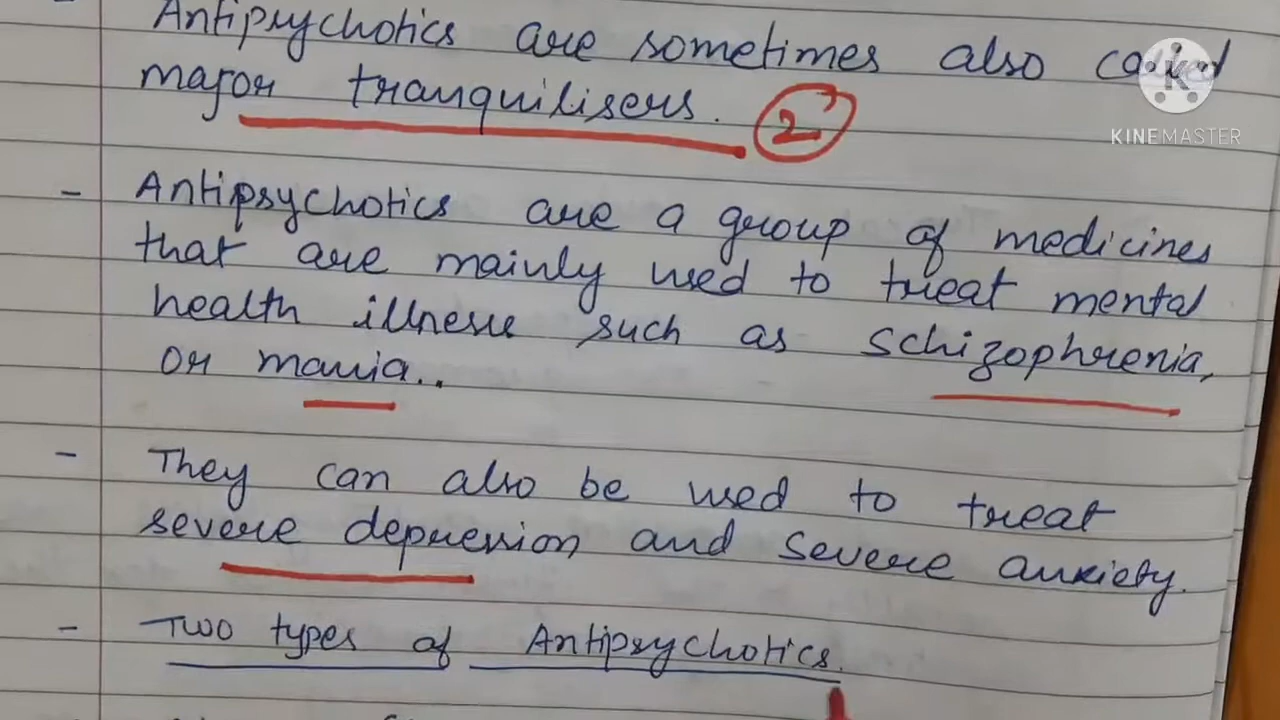 Antipsychotics are sometimes also called
major tranquilisers. 2
- Antipsychotics are a group of medicines
that are mainly used to treat mental
health illness such as schizophrenia,
or mania..
- They can also be used to treat
severe depression and severe anxiety.
- Two types of Antipsychotics.
K
KINEMASTER